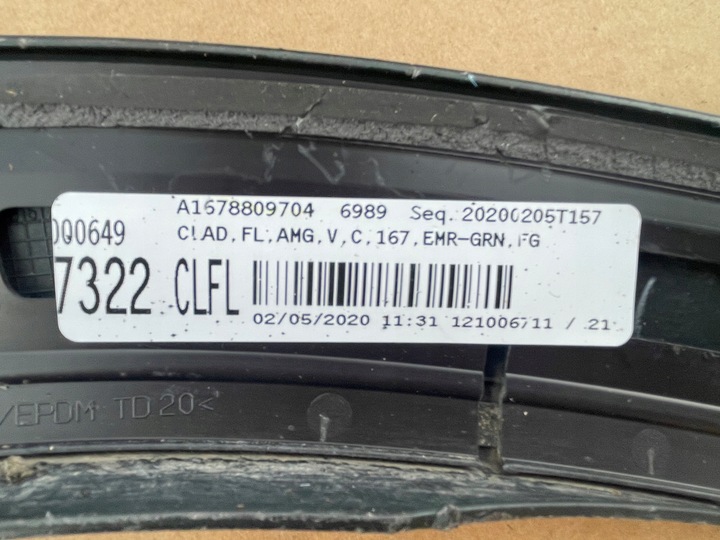 A1678809704 6989 Seq. 20200205T157
DQ0649 CLAD, FL, AMG, V, C, 167, EMR-GRN, FG
7322 CLFL
02/05/2020 11:31 121006711 / 21
/EPDM TD 20<